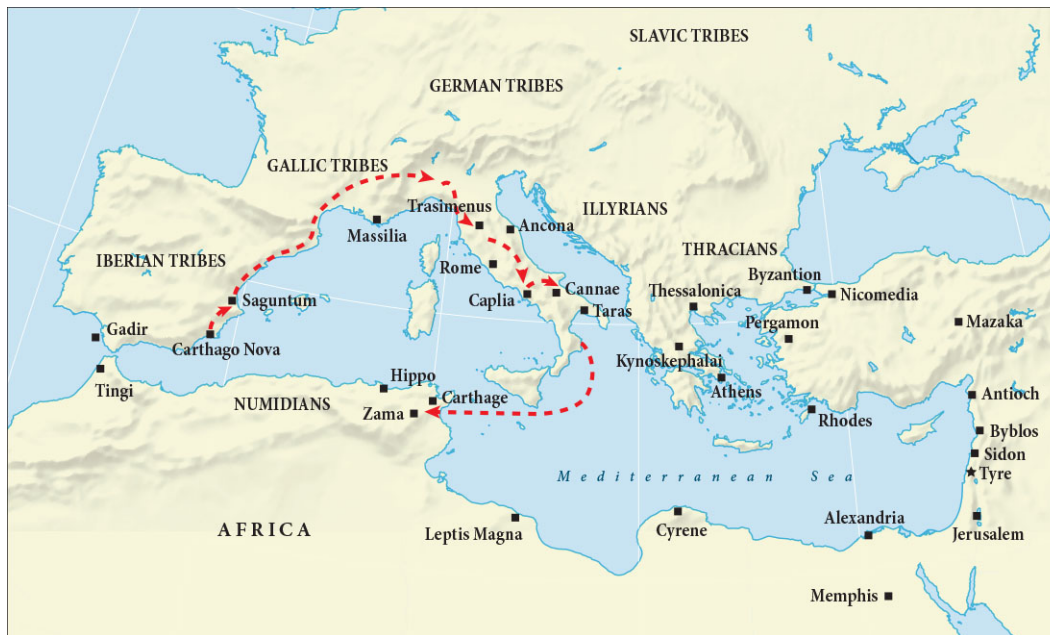 SLAVIC TRIBES
GERMAN TRIBES
GALLIC TRIBES
Trasimenus
ILLYRIANS
Massilia
Ancona
THRACIANS
IBERIAN TRIBES
Rome
Byzantion
Saguntum
Caplia
Cannae
Thessalonica
Nicomedia
Taras
Pergamon
Mazaka
Gadir
Carthago Nova
Kynoskephalai
Tingi
Hippo
Athens
NUMIDIANS
Carthage
Antioch
Zama
Rhodes
Byblos
Sidon
Mediterranean Sea
Tyre
AFRICA
Leptis Magna
Cyrene
Alexandria
Jerusalem
Memphis